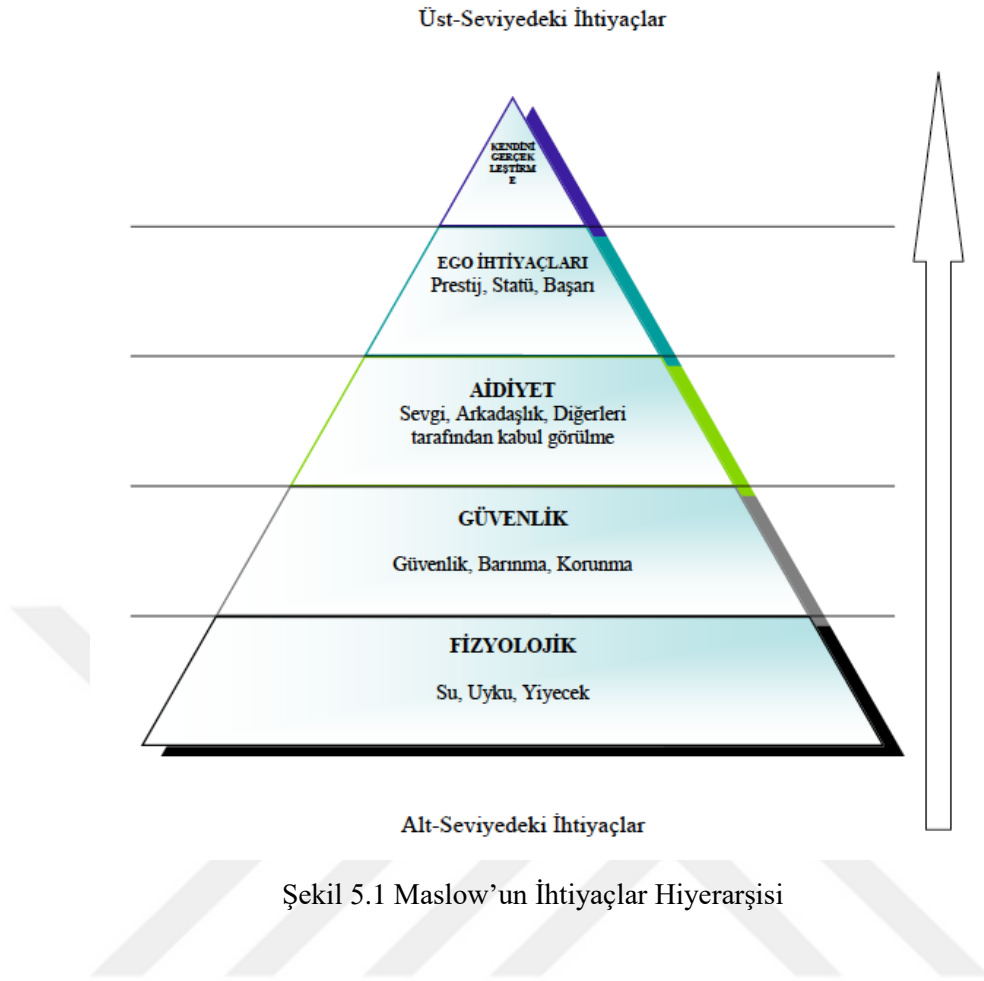 Üst-Seviyedeki İhtiyaçlar
KENDİNİ
GERÇEK
LEŞTİRM
E
EGO İHTİYAÇLARI
Prestij, Statü, Başarı
AİDİYET
Sevgi, Arkadaşlık, Diğerleri
tarafından kabul görülme
GÜVENLİK
Güvenlik, Barınma, Korunma
FİZYOLOJİK
Su, Uyku, Yiyecek
Alt-Seviyedeki İhtiyaçlar
Şekil 5.1 Maslow’un İhtiyaçlar Hiyerarşisi